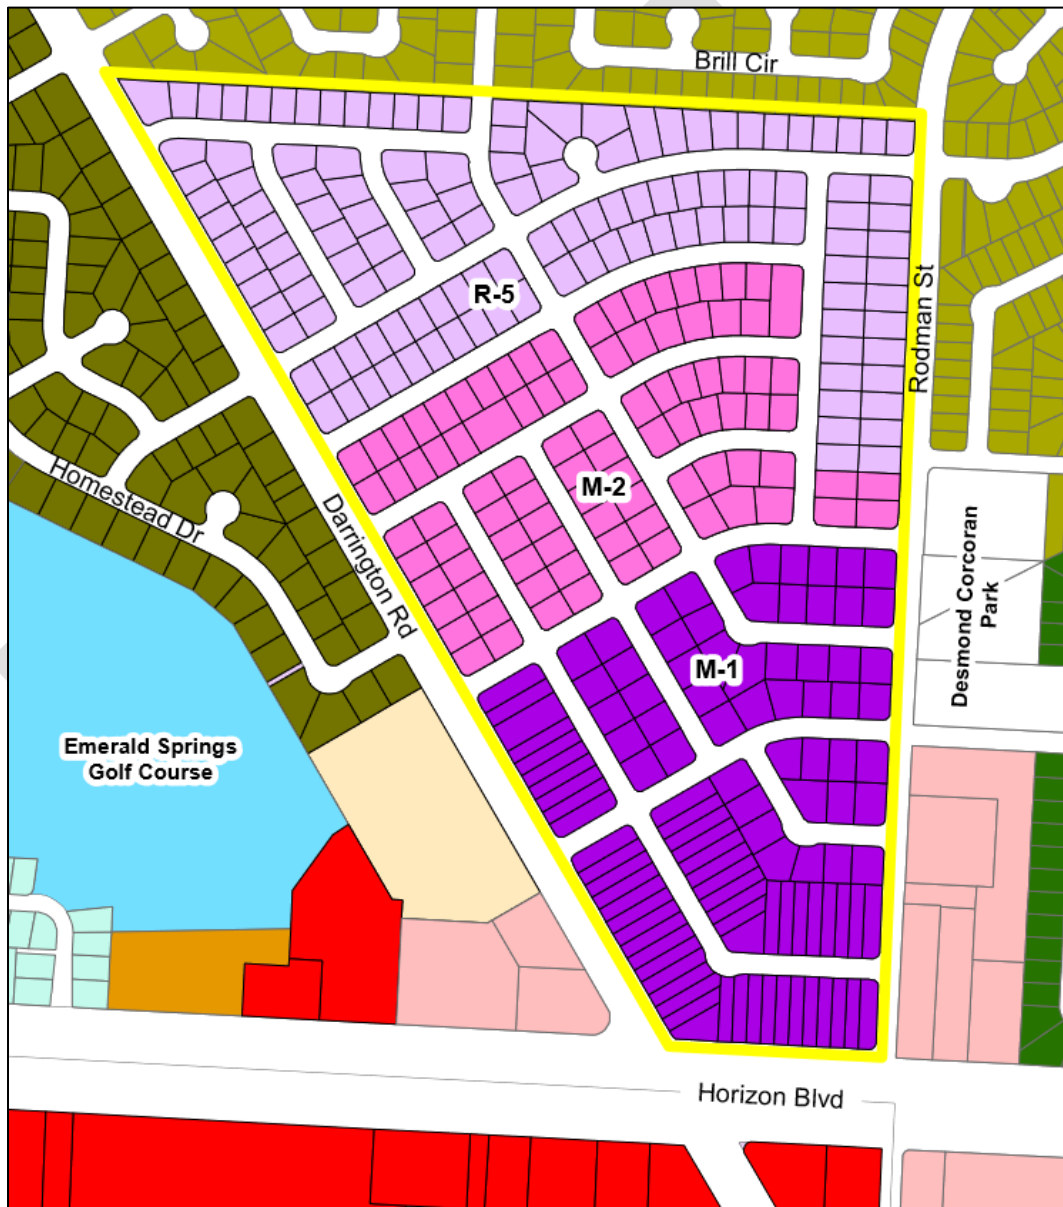 Brill Cir
R-5
Rodman St
M-2
Homestead Dr
Darrington Rd
Desmond Corcoran
Park
M-1
Emerald Springs
Golf Course
Horizon Blvd